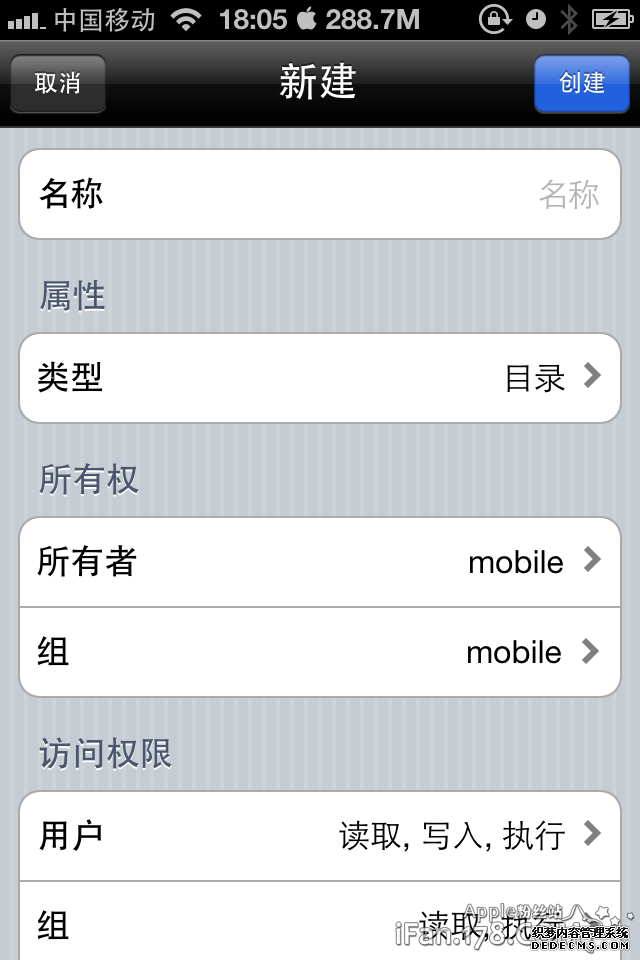 中国移动 18:05 288.7M
取消 新建 创建
名称 名称
属性
类型 目录
所有权
所有者 mobile
组 mobile
访问权限
用户 读取, 写入, 执行
组 读取, 执行
Apple粉丝站
iFan.178.C
织梦内容管理系统
DEDECMS.COM